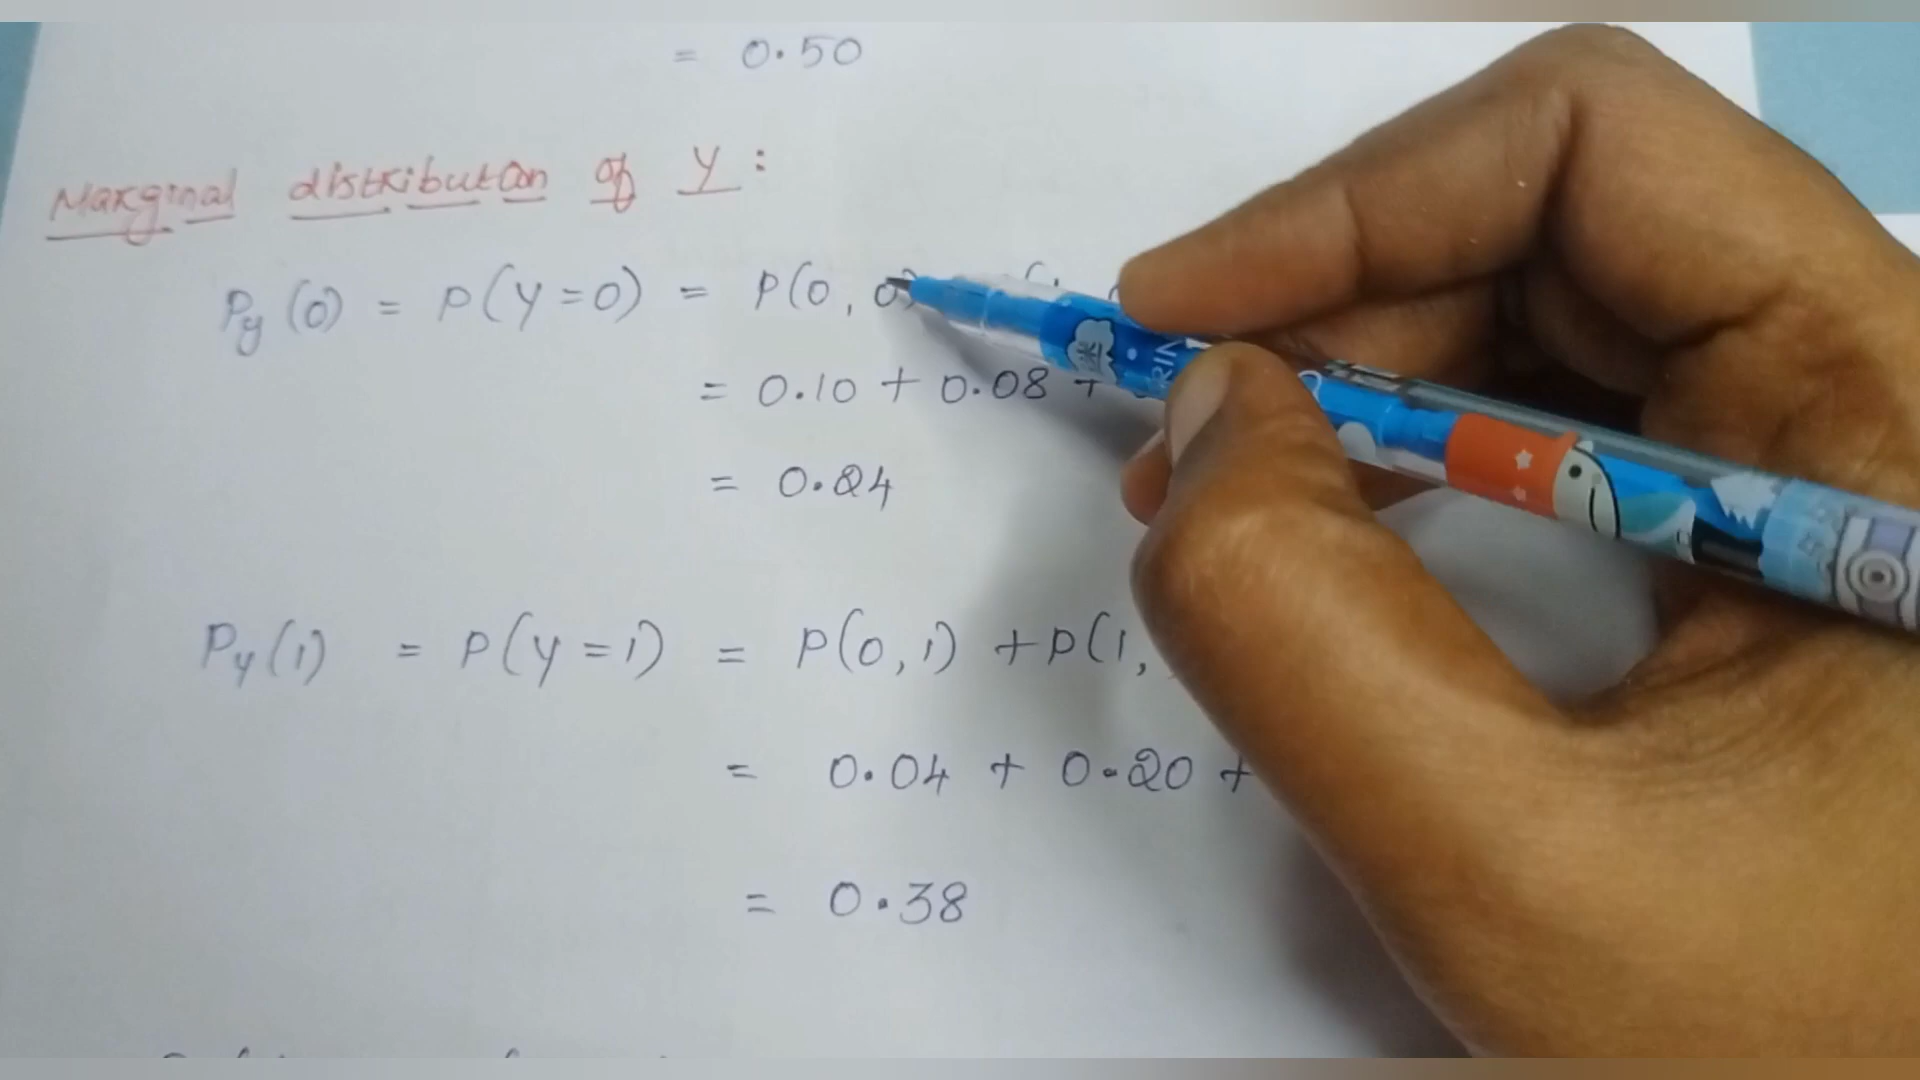 = 0.50
Marginal distribution of Y :
Py (0) = P(Y=0) = P(0, 0)
= 0.10 + 0.08 +
= 0.24
Py (1) = P(Y=1) = P(0,1) + P(1,
= 0.04 + 0.20 +
= 0.38